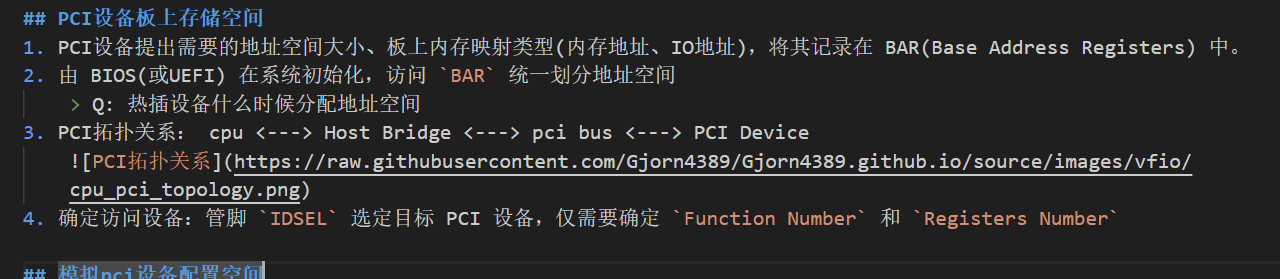 ## PCI设备板上存储空间
1. PCI设备提出需要的地址空间大小、板上内存映射类型(内存地址、IO地址)，将其记录在 BAR(Base Address Registers) 中。
2. 由 BIOS(或UEFI) 在系统初始化，访问 `BAR` 统一划分地址空间
> Q: 热插设备什么时候分配地址空间
3. PCI拓扑关系： cpu <---> Host Bridge <---> pci bus <---> PCI Device
![PCI拓扑关系](https://raw.githubusercontent.com/Gjorn4389/Gjorn4389.github.io/source/images/vfio/
cpu_pci_topology.png)
4. 确定访问设备：管脚 `IDSEL` 选定目标 PCI 设备，仅需要确定 `Function Number` 和 `Registers Number`
## 模拟pci设备配置空间